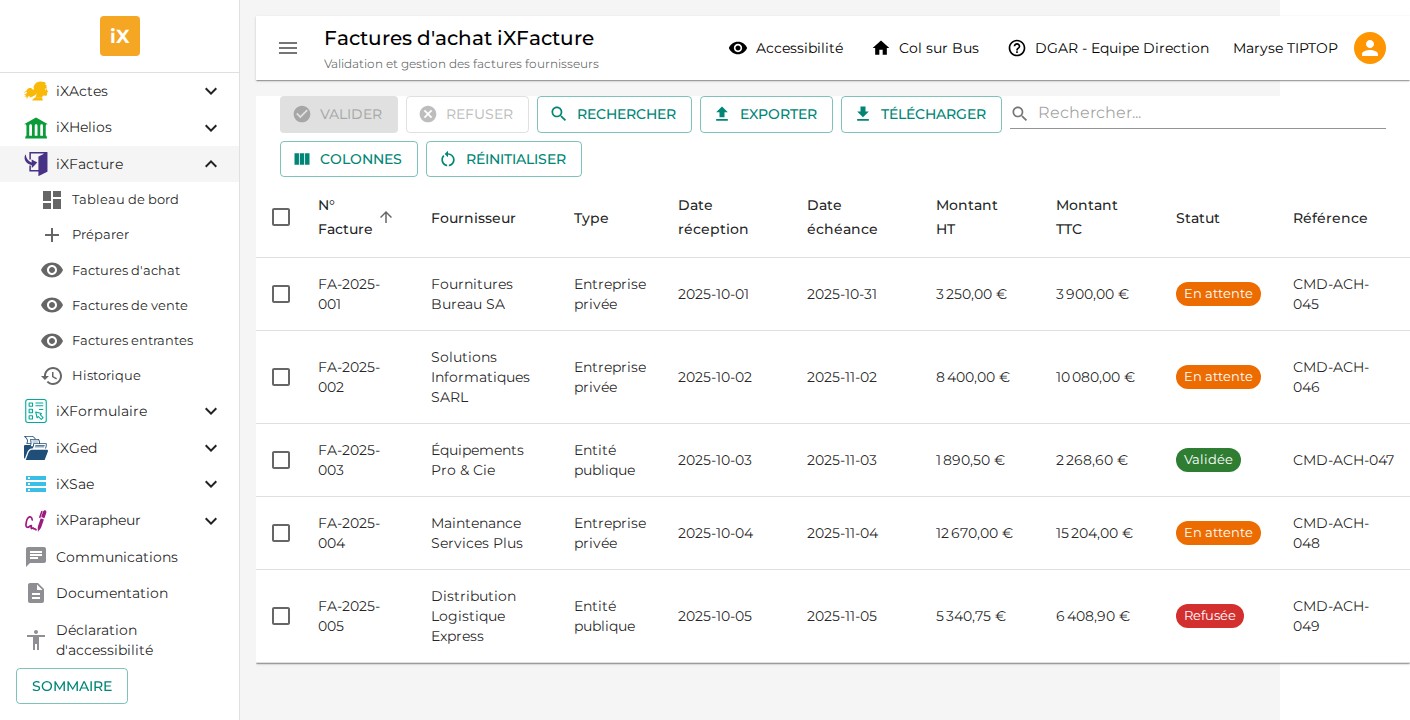 iX
iXActes
iXHelios
iXFacture
Tableau de bord
Préparer
Factures d'achat
Factures de vente
Factures entrantes
Historique
iXFormulaire
iXGed
iXSae
iXParapheur
Communications
Documentation
Déclaration
d'accessibilité
SOMMAIRE
Factures d'achat iXFacture
Validation et gestion des factures fournisseurs
Accessibilité Col sur Bus DGAR - Equipe Direction Maryse TIPTOP
VALIDER REFUSER RECHERCHER EXPORTER TÉLÉCHARGER Rechercher...
COLONNES RÉINITIALISER
N° Facture Fournisseur Type Date réception Date échéance Montant HT Montant TTC Statut Référence
FA-2025-001 Fournitures Bureau SA Entreprise privée 2025-10-01 2025-10-31 3 250,00 € 3 900,00 € En attente CMD-ACH-045
FA-2025-002 Solutions Informatiques SARL Entreprise privée 2025-10-02 2025-11-02 8 400,00 € 10 080,00 € En attente CMD-ACH-046
FA-2025-003 Équipements Pro & Cie Entité publique 2025-10-03 2025-11-03 1 890,50 € 2 268,60 € Validée CMD-ACH-047
FA-2025-004 Maintenance Services Plus Entreprise privée 2025-10-04 2025-11-04 12 670,00 € 15 204,00 € En attente CMD-ACH-048
FA-2025-005 Distribution Logistique Express Entité publique 2025-10-05 2025-11-05 5 340,75 € 6 408,90 € Refusée CMD-ACH-049